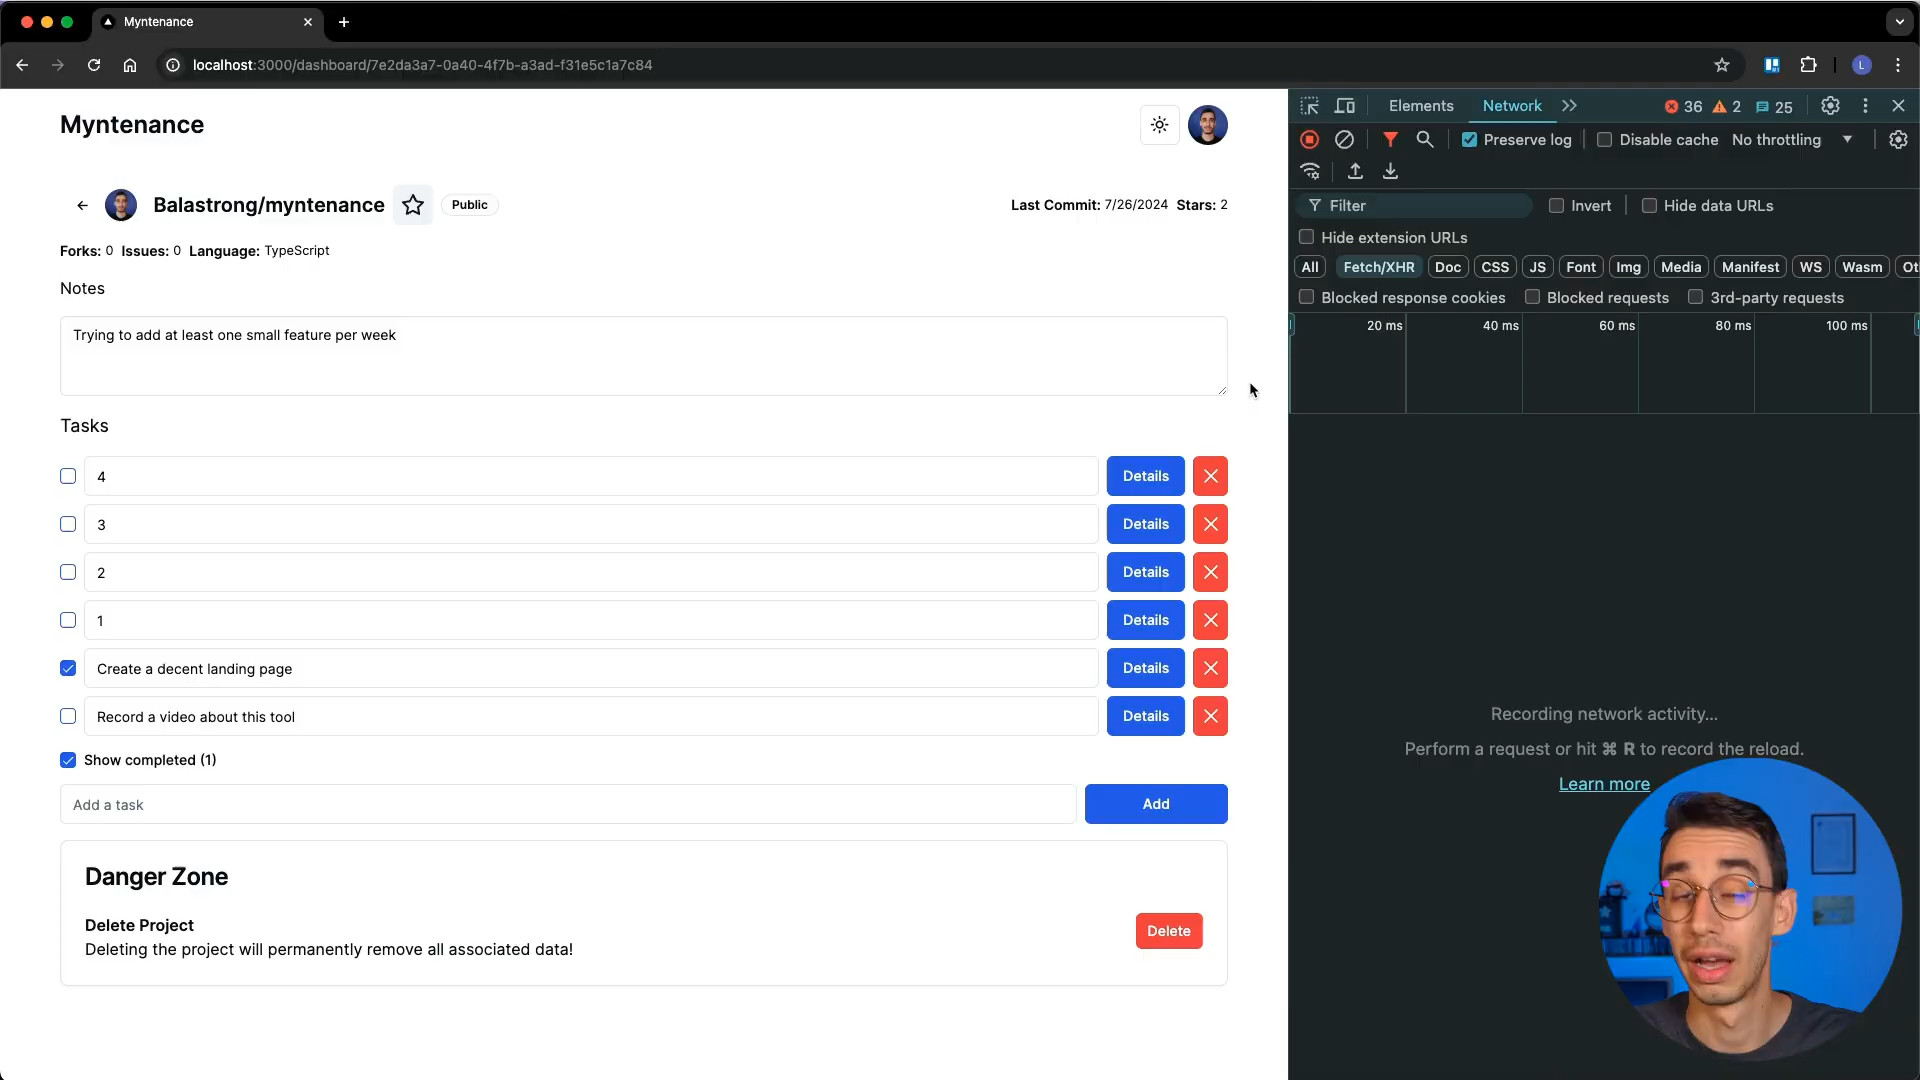 Myntenance
localhost:3000/dashboard/7e2da3a7-0a40-4f7b-a3ad-f31e5c1a7c84
L
Myntenance
Balastrong/myntenance
Public
Last Commit: 7/26/2024 Stars: 2
Forks: 0 Issues: 0 Language: TypeScript
Notes
Trying to add at least one small feature per week
Tasks
4 Details
3 Details
2 Details
1 Details
Create a decent landing page Details
Record a video about this tool Details
Show completed (1)
Add a task Add
Danger Zone
Delete Project
Deleting the project will permanently remove all associated data!
Delete
Elements Network 36 2 25
Preserve log Disable cache No throttling
Filter Invert Hide data URLs
Hide extension URLs
All Fetch/XHR Doc CSS JS Font Img Media Manifest WS Wasm Ot
Blocked response cookies Blocked requests 3rd-party requests
20 ms 40 ms 60 ms 80 ms 100 ms
Recording network activity...
Perform a request or hit ⌘ R to record the reload.
Learn more